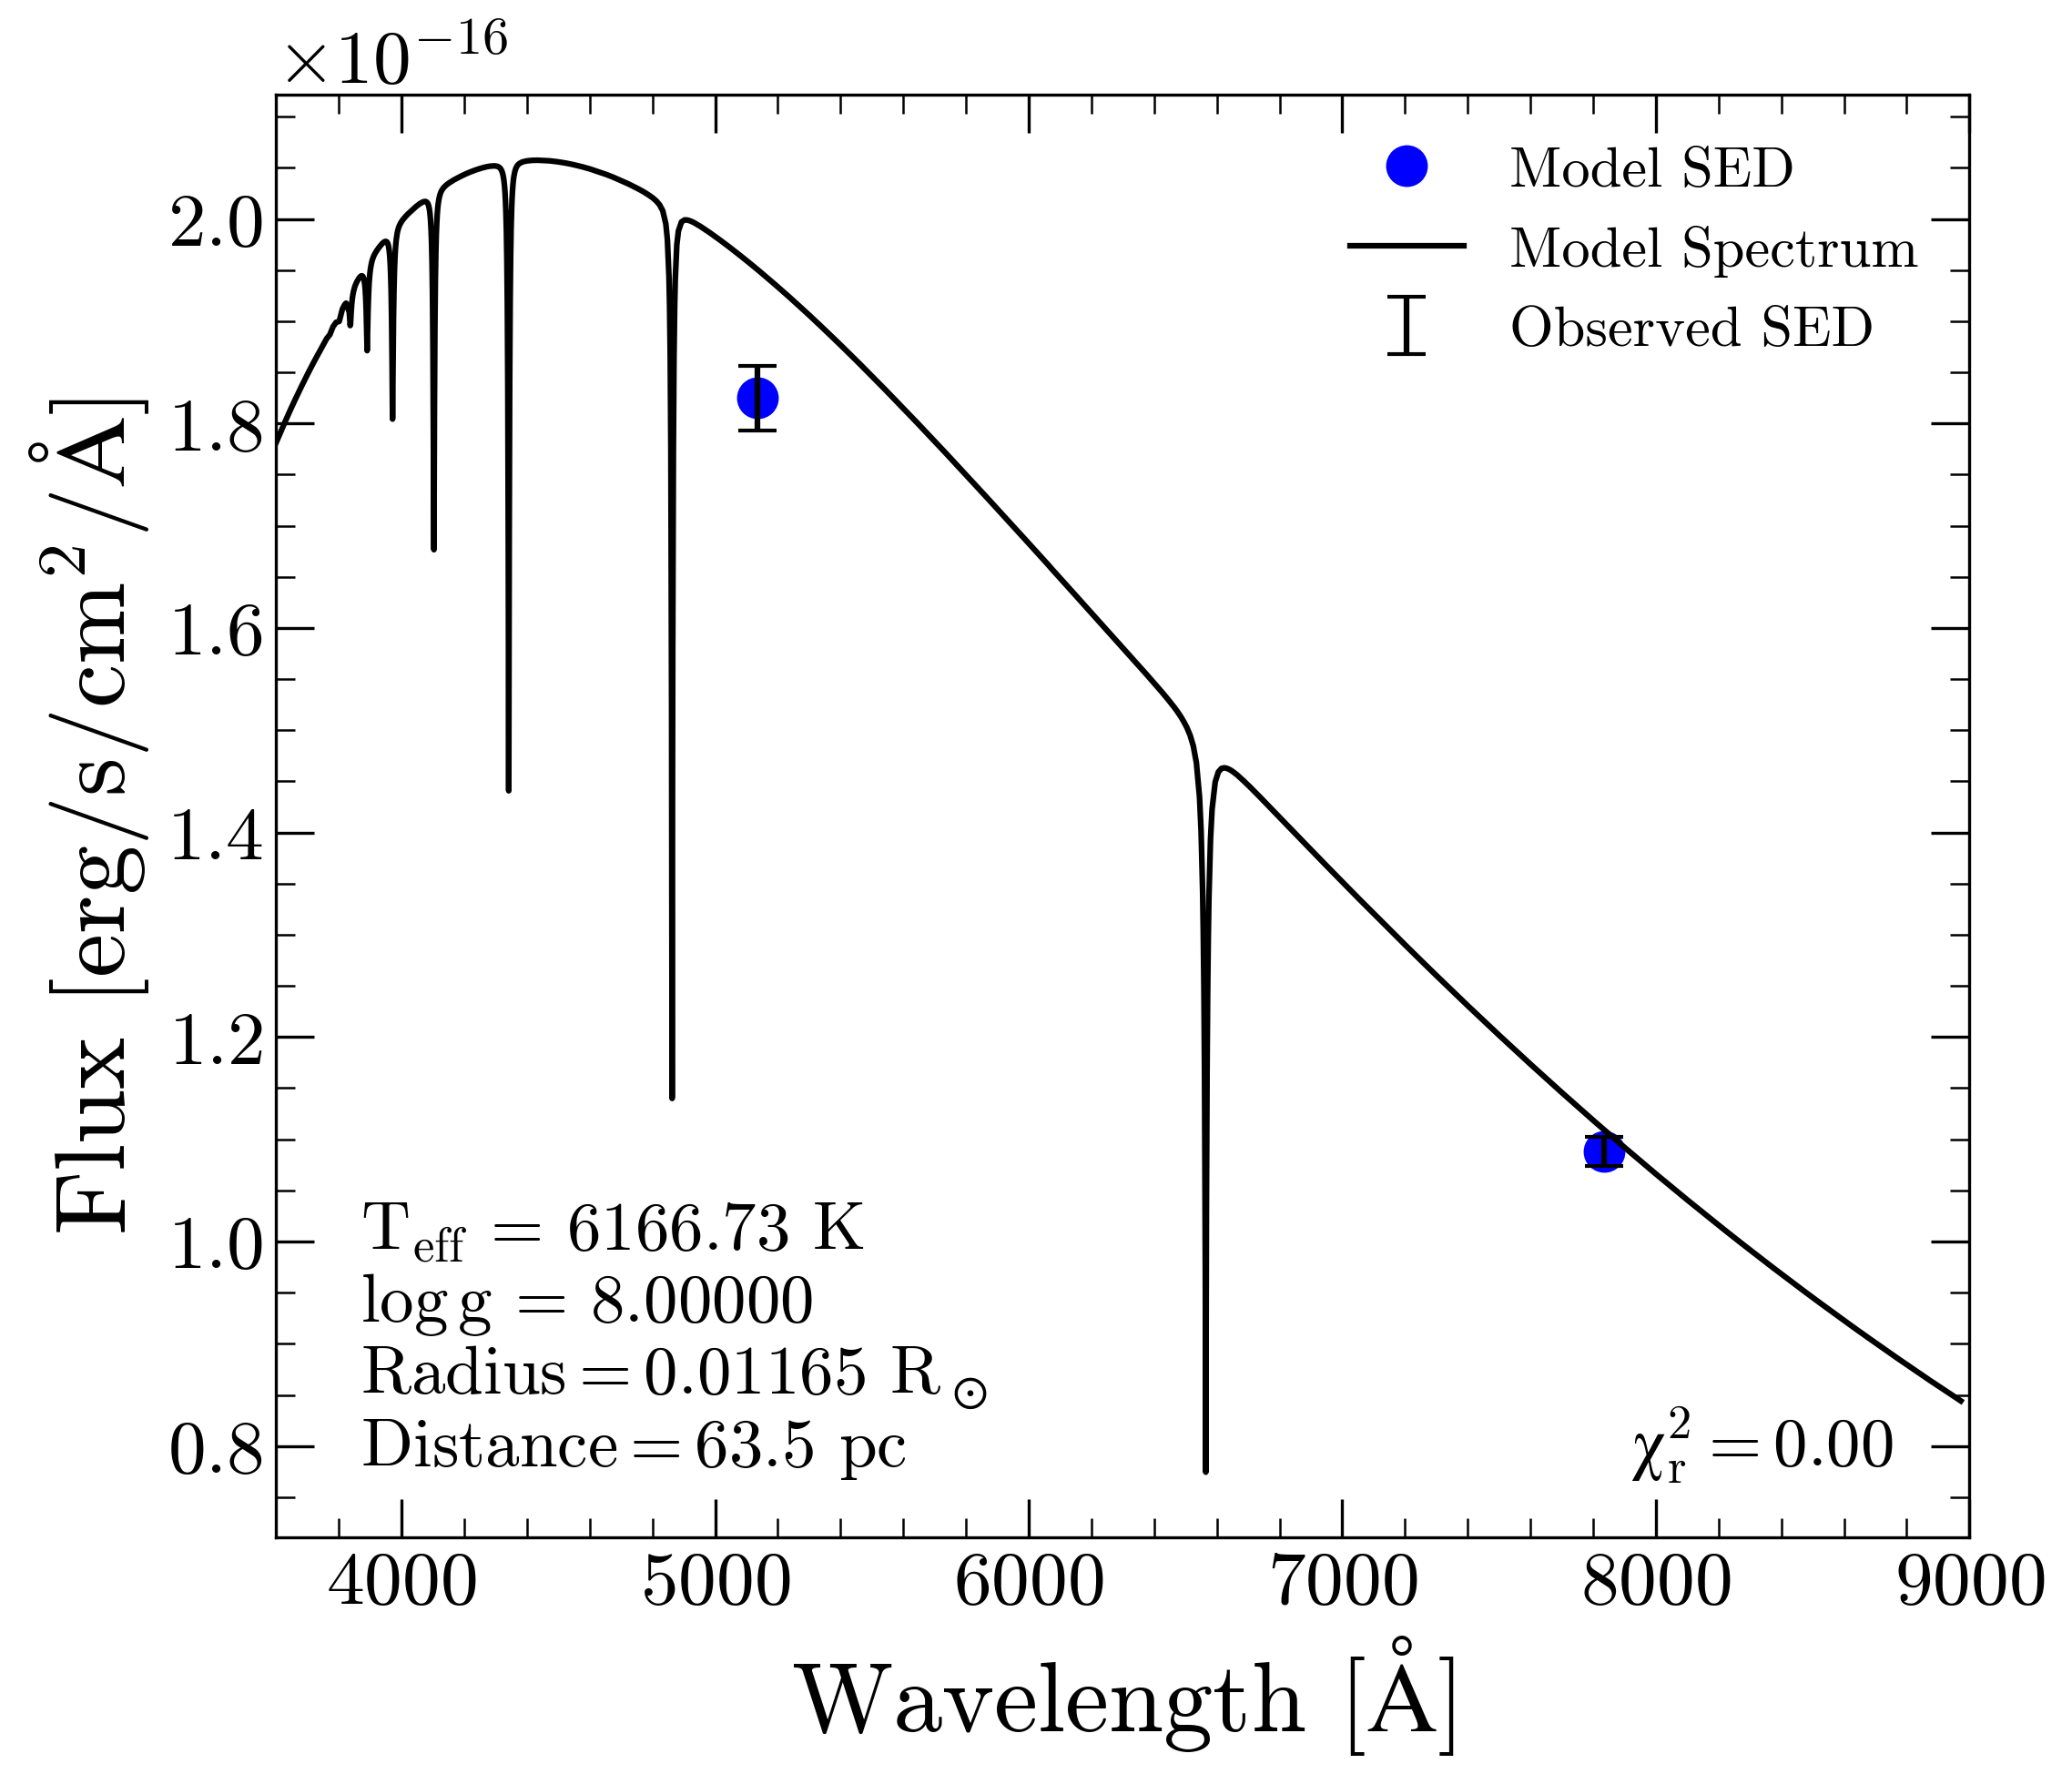 ×10⁻¹⁶
Model SED
Model Spectrum
Observed SED
2.0
1.8
1.6
1.4
1.2
1.0
0.8
Flux [erg/s/cm²/Å]
T_eff = 6166.73 K
log g = 8.00000
Radius = 0.01165 R_⊙
Distance = 63.5 pc
χ_r² = 0.00
4000 5000 6000 7000 8000 9000
Wavelength [Å]